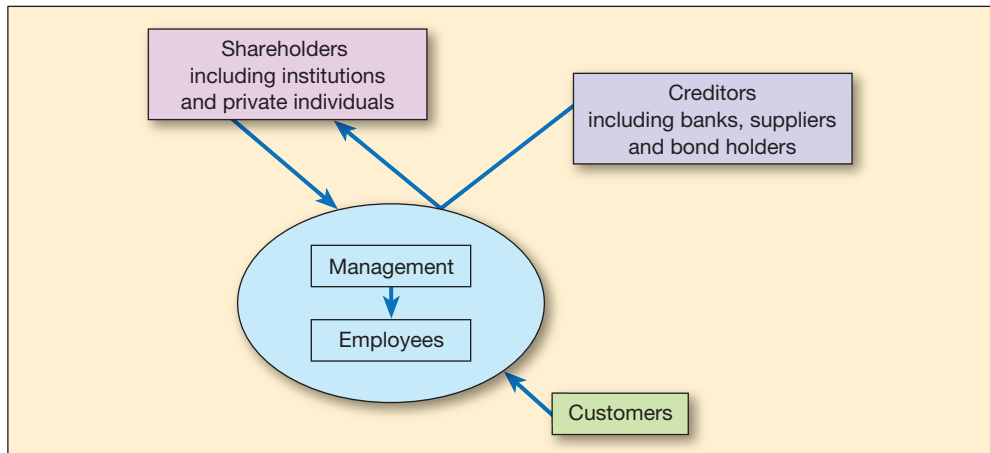 Shareholders
including institutions
and private individuals
Creditors
including banks, suppliers
and bond holders
Management
Employees
Customers